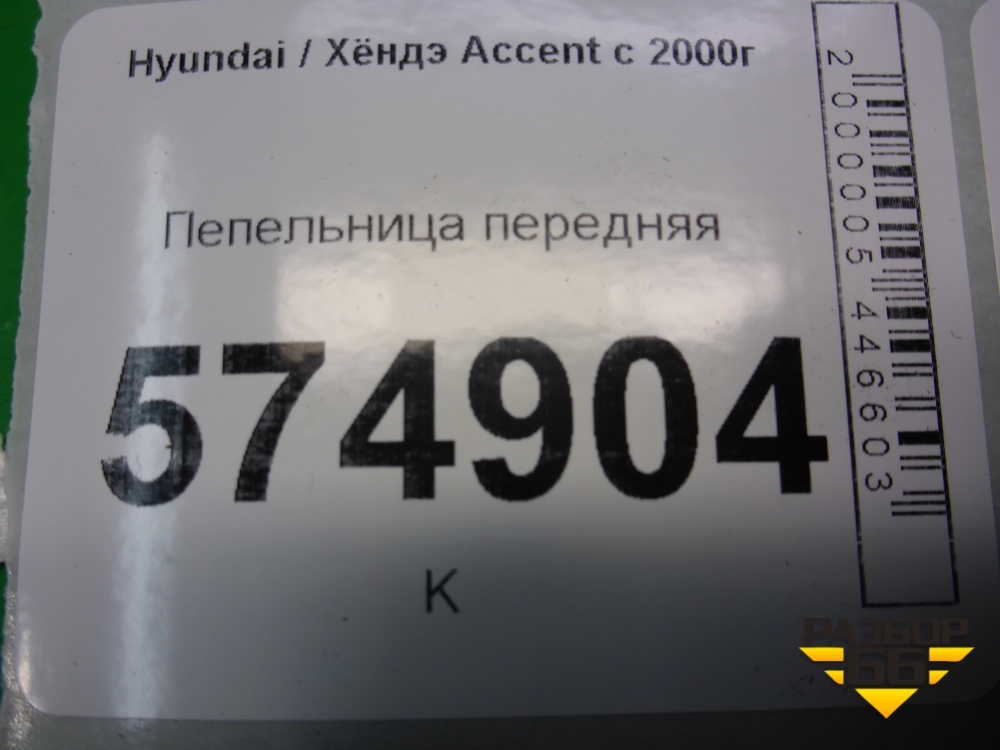 Hyundai / Хёндэ Accent с 2000г
Пепельница передняя
574904
К
2000005446603
РАЗБОР
66